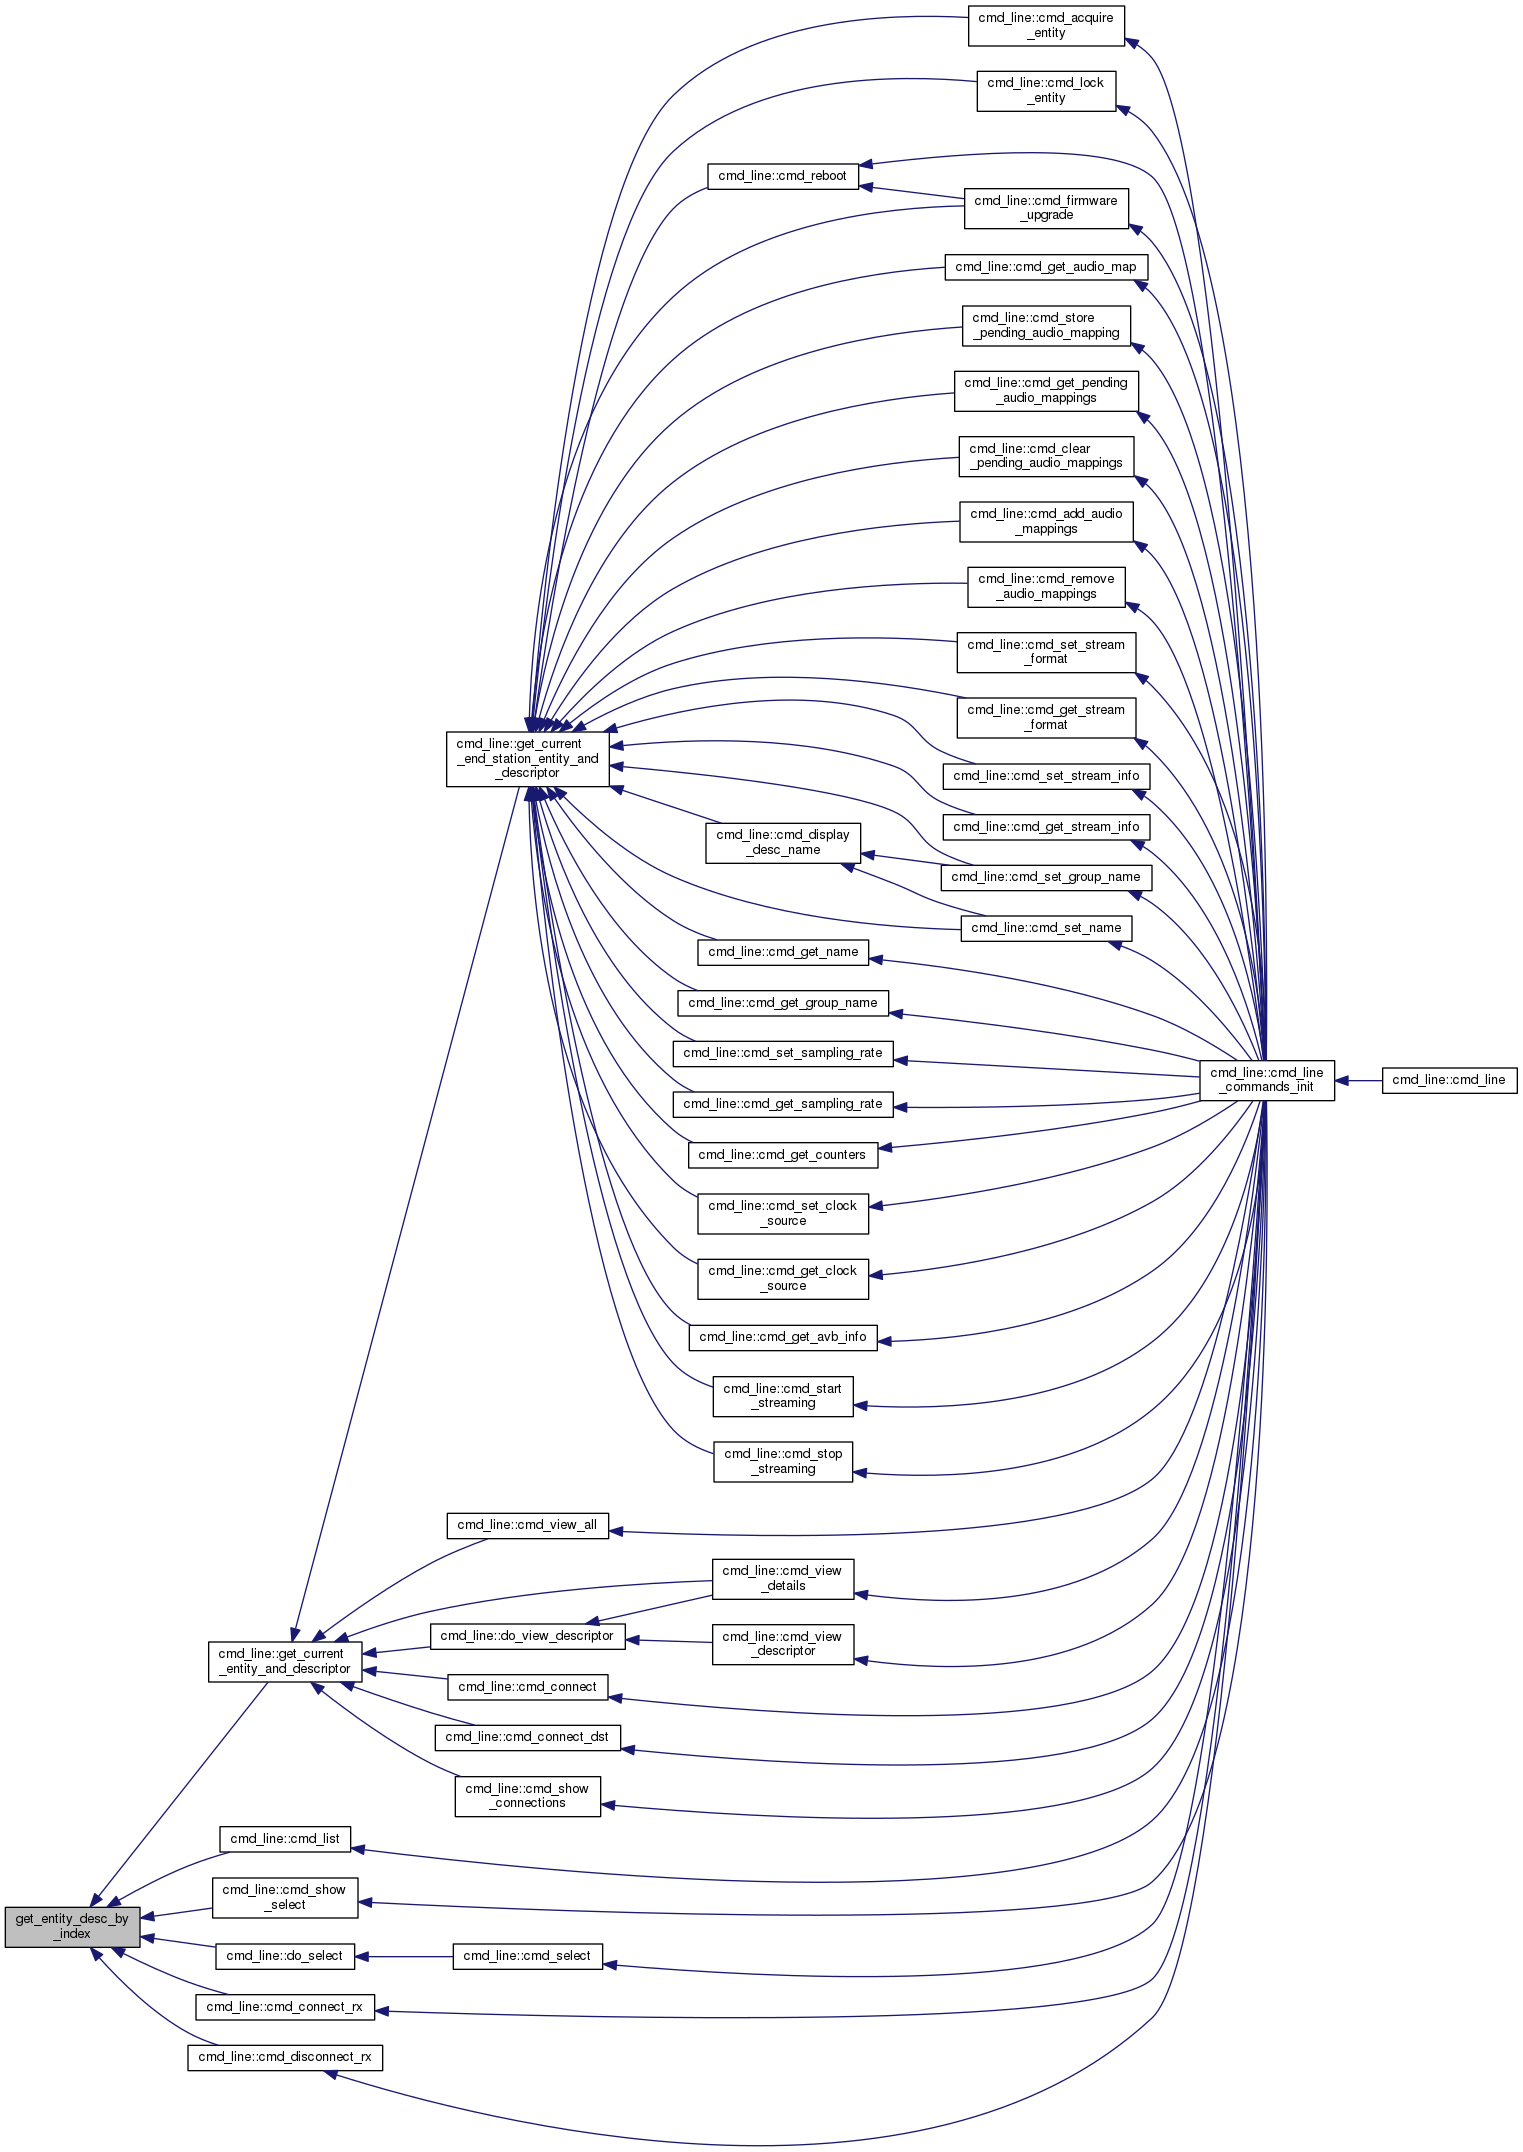 cmd_line::cmd_acquire
_entity
cmd_line::cmd_lock
_entity
cmd_line::cmd_reboot
cmd_line::cmd_firmware
_upgrade
cmd_line::cmd_get_audio_map
cmd_line::cmd_store
_pending_audio_mapping
cmd_line::cmd_get_pending
_audio_mappings
cmd_line::cmd_clear
_pending_audio_mappings
cmd_line::cmd_add_audio
_mappings
cmd_line::cmd_remove
_audio_mappings
cmd_line::cmd_set_stream
_format
cmd_line::cmd_get_stream
_format
cmd_line::get_current
_end_station_entity_and
_descriptor
cmd_line::cmd_set_stream_info
cmd_line::cmd_get_stream_info
cmd_line::cmd_display
_desc_name
cmd_line::cmd_set_group_name
cmd_line::cmd_set_name
cmd_line::cmd_get_name
cmd_line::cmd_get_group_name
cmd_line::cmd_set_sampling_rate
cmd_line::cmd_line
_commands_init
cmd_line::cmd_line
cmd_line::cmd_get_sampling_rate
cmd_line::cmd_get_counters
cmd_line::cmd_set_clock
_source
cmd_line::cmd_get_clock
_source
cmd_line::cmd_get_avb_info
cmd_line::cmd_start
_streaming
cmd_line::cmd_stop
_streaming
cmd_line::cmd_view_all
cmd_line::cmd_view
_details
cmd_line::do_view_descriptor
cmd_line::cmd_view
_descriptor
cmd_line::get_current
_entity_and_descriptor
cmd_line::cmd_connect
cmd_line::cmd_connect_dst
cmd_line::cmd_show
_connections
cmd_line::cmd_list
cmd_line::cmd_show
_select
get_entity_desc_by
_index
cmd_line::do_select
cmd_line::cmd_select
cmd_line::cmd_connect_rx
cmd_line::cmd_disconnect_rx